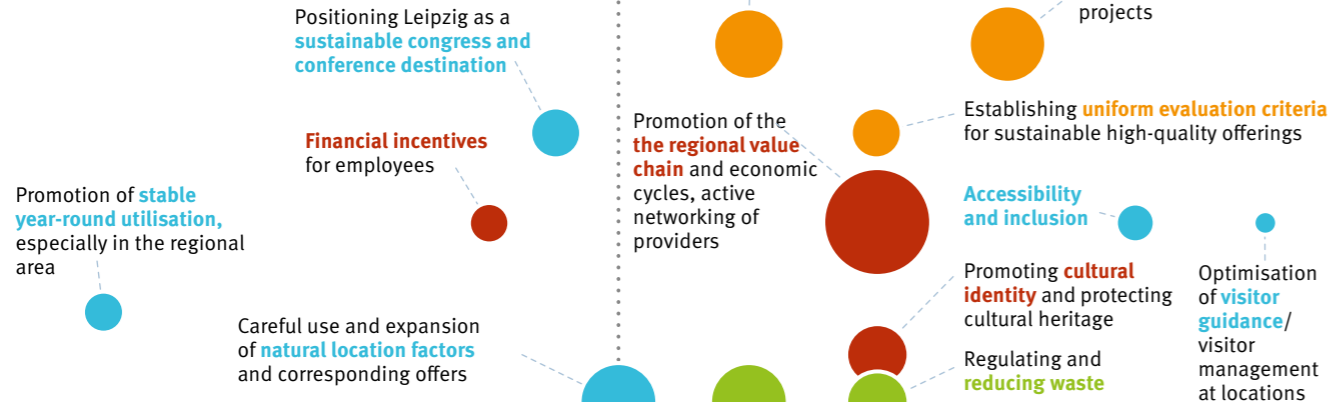 projects
Positioning Leipzig as a
sustainable congress and
conference destination
Establishing uniform evaluation criteria
for sustainable high-quality offerings
Promotion of the
the regional value
chain and economic
cycles, active
networking of
providers
Financial incentives
for employees
Promotion of stable
year-round utilisation,
especially in the regional
area
Accessibility
and inclusion
Promoting cultural
identity and protecting
cultural heritage
Optimisation
of visitor
guidance/
visitor
management
at locations
Careful use and expansion
of natural location factors
and corresponding offers
Regulating and
reducing waste